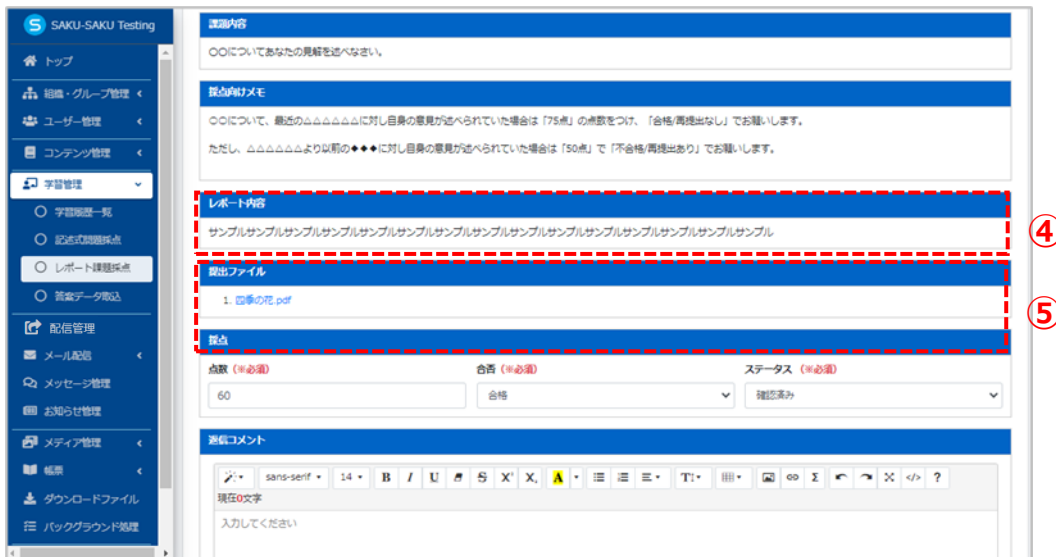 SAKU-SAKU Testing
トップ
組織・グループ管理
ユーザー管理
コンテンツ管理
学習管理
学習履歴一覧
記述式問題採点
レポート課題採点
答案データ取込
配信管理
メール配信
メッセージ管理
お知らせ管理
メディア管理
帳票
ダウンロードファイル
バックグラウンド処理
課題内容
〇〇についてあなたの見解を述べなさい。
採点向けメモ
〇〇について、最近の△△△△△△に対し自身の意見が述べられていた場合は「75点」の点数をつけ、「合格/再提出なし」でお願いします。
ただし、△△△△△△より以前の◆◆◆に対し自身の意見が述べられていた場合は「50点」で「不合格/再提出あり」でお願いします。
レポート内容
サンプルサンプルサンプルサンプルサンプルサンプルサンプルサンプルサンプルサンプルサンプルサンプルサンプルサンプルサンプル
④
提出ファイル
1. 四季の花.pdf
⑤
採点
点数 (※必須) 合否 (※必須) ステータス (※必須)
60 合格 確認済み
返信コメント
sans-serif 14 B I U S X² X₂ A T Σ </> ?
現在0文字
入力してください